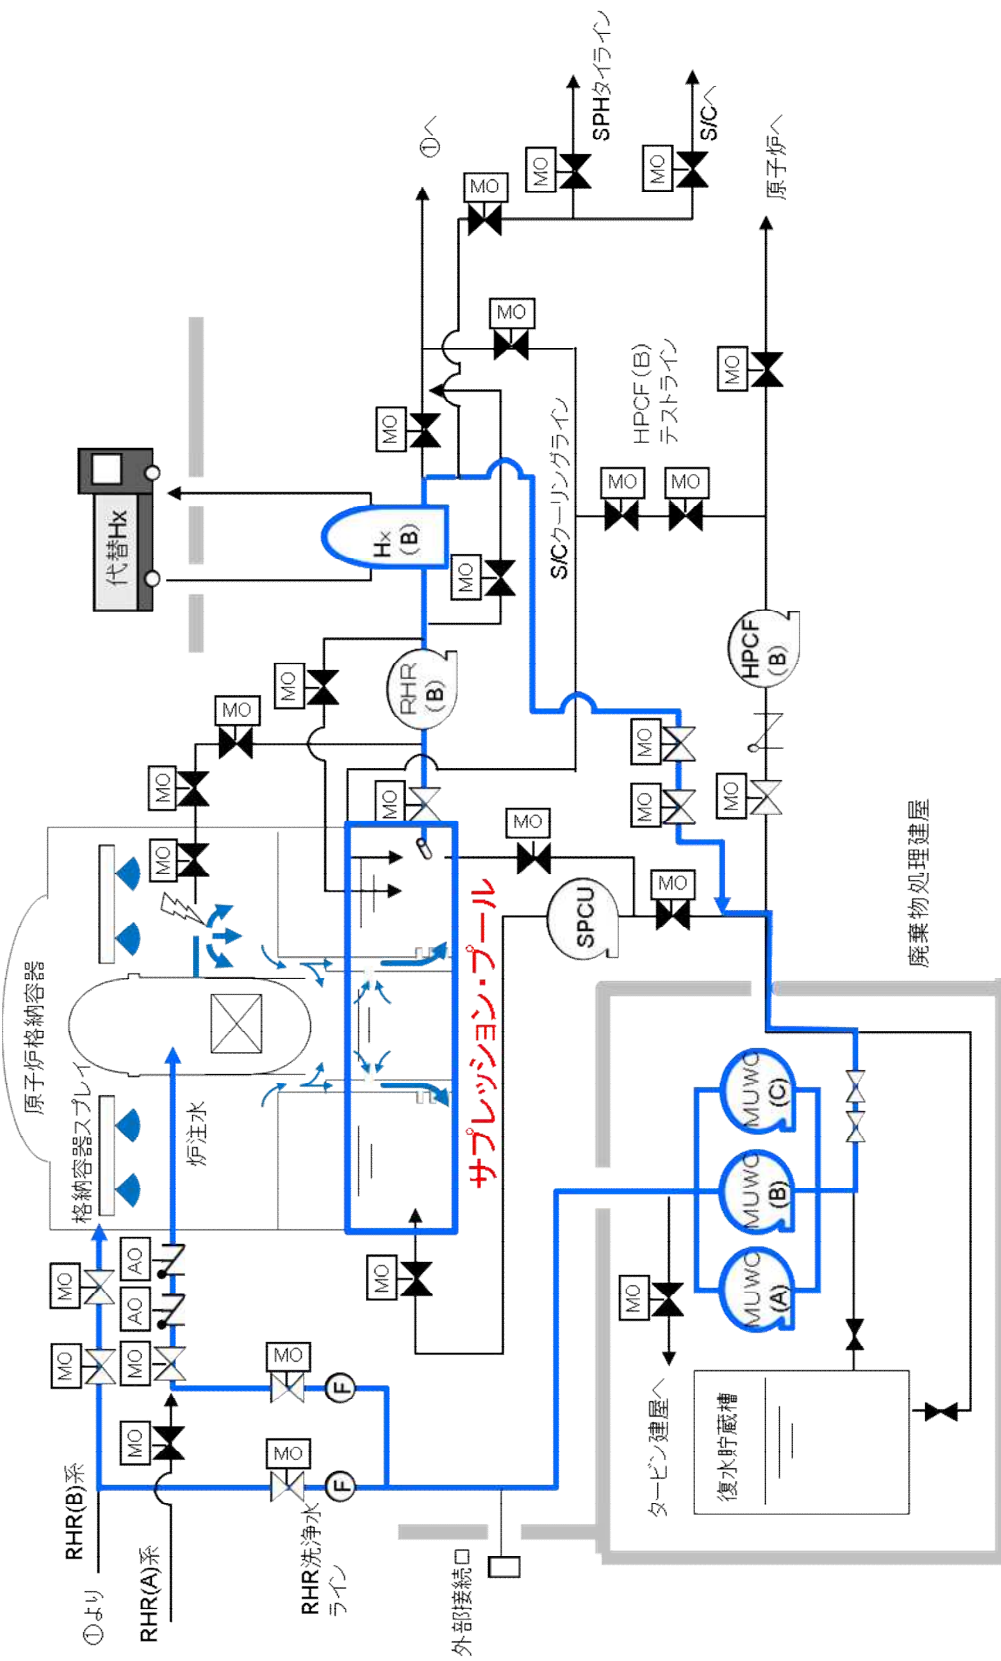 代替Hx
原子炉格納容器
格納容器スプレイ
炉注水
①より
RHR(B)系
RHR(A)系
MO
MO
MO
MO
AO
AO
MO
MO
MO
MO
MO
F
F
MO
MO
RHR洗浄水
ライン
外部接続口
サプレッション・プール
MO
MO
RHR
(B)
Hx
(B)
MO
MO
①へ
MO
MO
S/Cクーリングライン
MO
SPHタイライン
MO
S/Cへ
MO
SPCU
MO
MO
MO
MO
MO
HPCF(B)
テストライン
MO
MO
HPCF
(B)
MO
原子炉へ
廃棄物処理建屋
タービン建屋へ
MO
MUWC
(A)
MUWC
(B)
MUWC
(C)
復水貯蔵槽